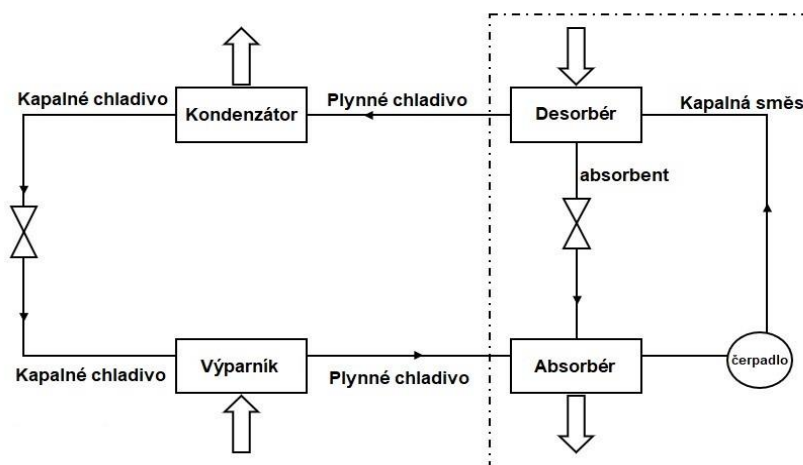 Kapalné chladivo
Kondenzátor
Plynné chladivo
Desorbér
Kapalná směs
absorbent
Kapalné chladivo
Výparník
Plynné chladivo
Absorbér
čerpadlo